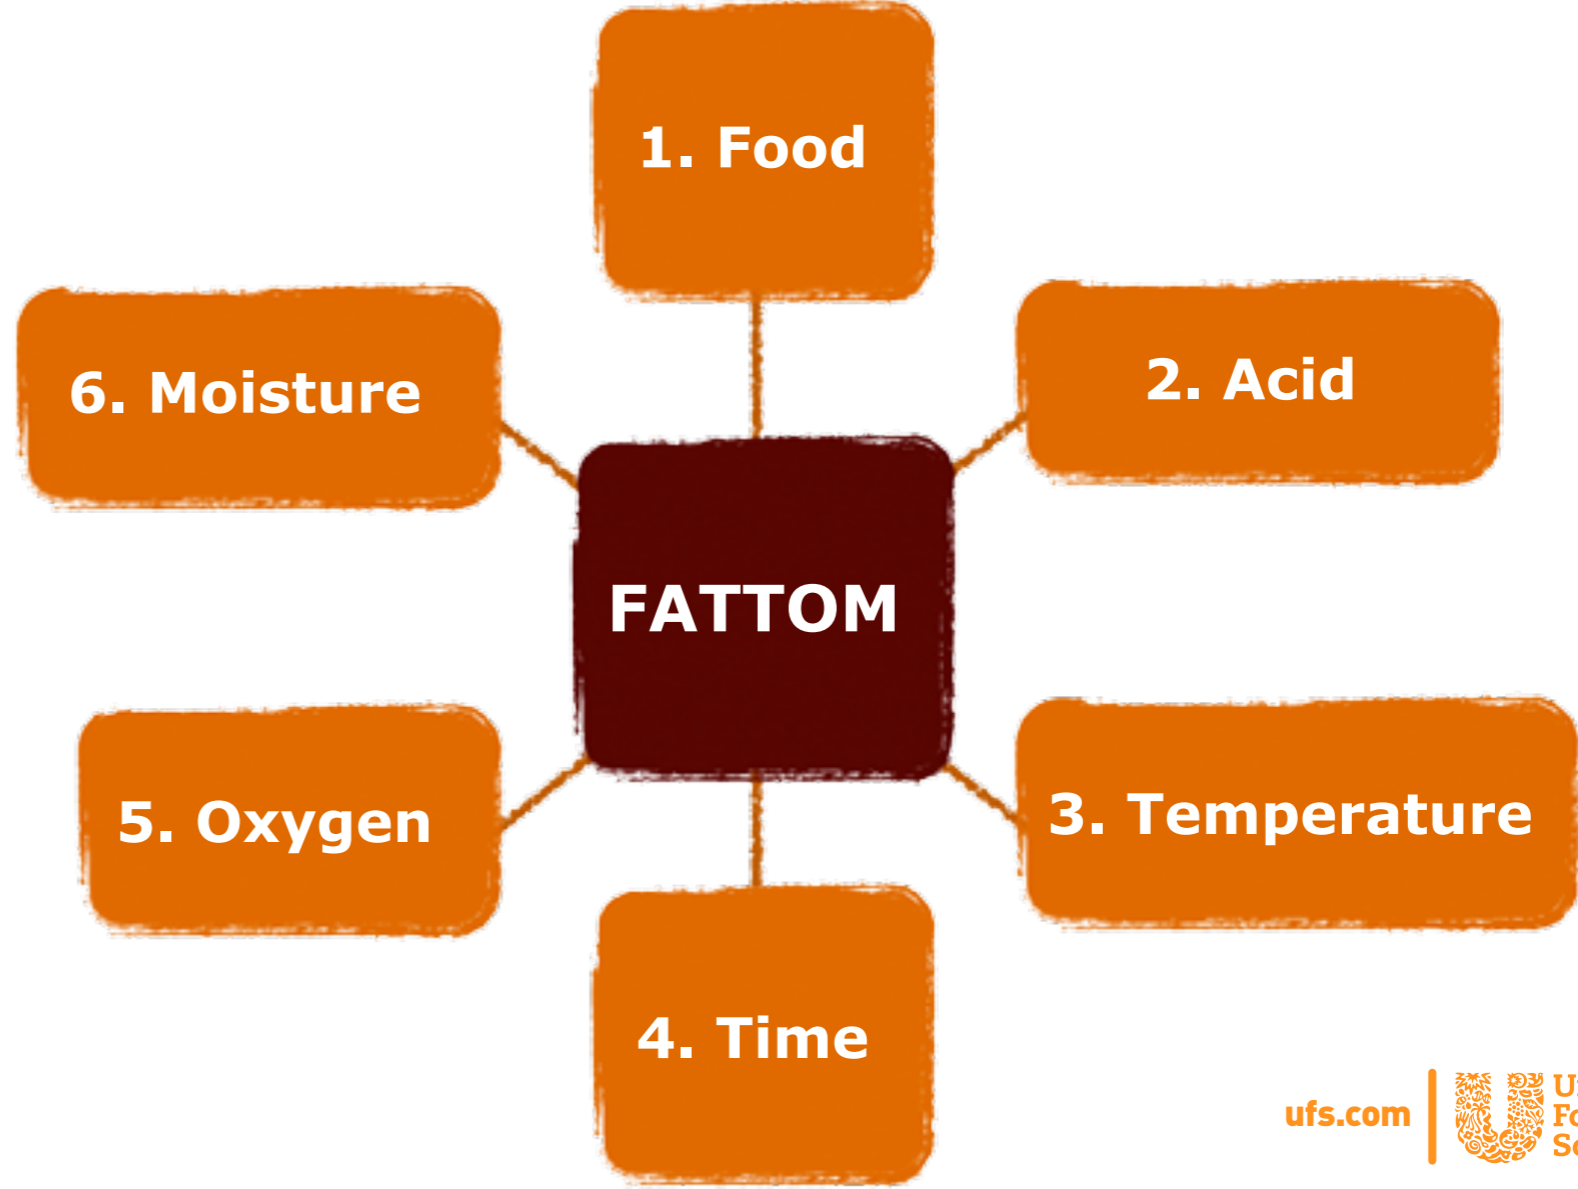 1. Food
2. Acid
3. Temperature
4. Time
5. Oxygen
6. Moisture
FATTOM
ufs.com